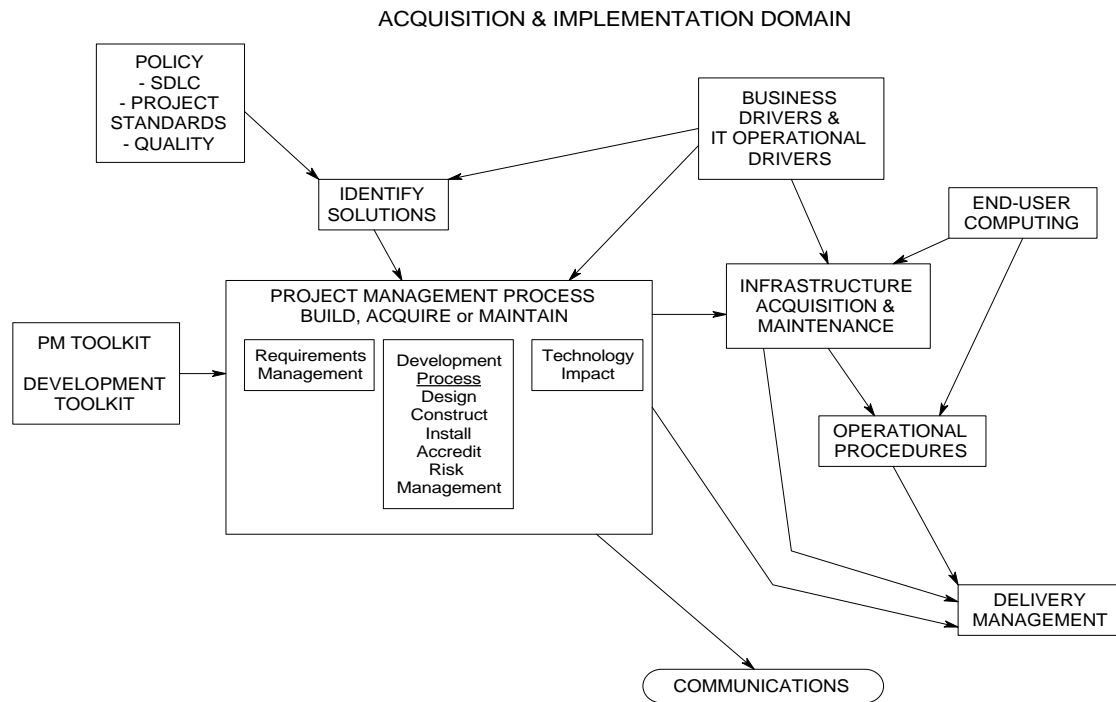 ACQUISITION & IMPLEMENTATION DOMAIN
POLICY
- SDLC
- PROJECT
STANDARDS
- QUALITY
BUSINESS
DRIVERS &
IT OPERATIONAL
DRIVERS
IDENTIFY
SOLUTIONS
END-USER
COMPUTING
PROJECT MANAGEMENT PROCESS
BUILD, ACQUIRE or MAINTAIN
INFRASTRUCTURE
ACQUISITION &
MAINTENANCE
PM TOOLKIT
DEVELOPMENT
TOOLKIT
Requirements
Management
Development
Process
Design
Construct
Install
Accredit
Risk
Management
Technology
Impact
OPERATIONAL
PROCEDURES
DELIVERY
MANAGEMENT
COMMUNICATIONS